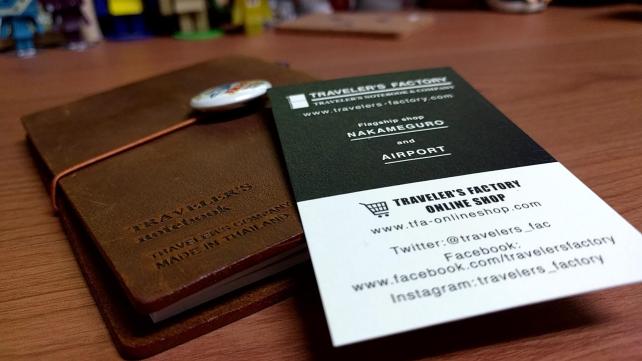 TRAVELER'S
notebook
TRAVELER'S COMPANY
MADE IN THAILAND
TRAVELER'S FACTORY
TRAVELER'S NOTEBOOK & COMPANY
www.travelers-factory.com
Flagship shop
NAKAMEGURO
and
AIRPORT
TRAVELER'S FACTORY
ONLINE SHOP
www.tfa-onlineshop.com
Twitter:@travelers_fac
Facebook:
www.facebook.com/travelersfactory
Instagram:travelers_factory